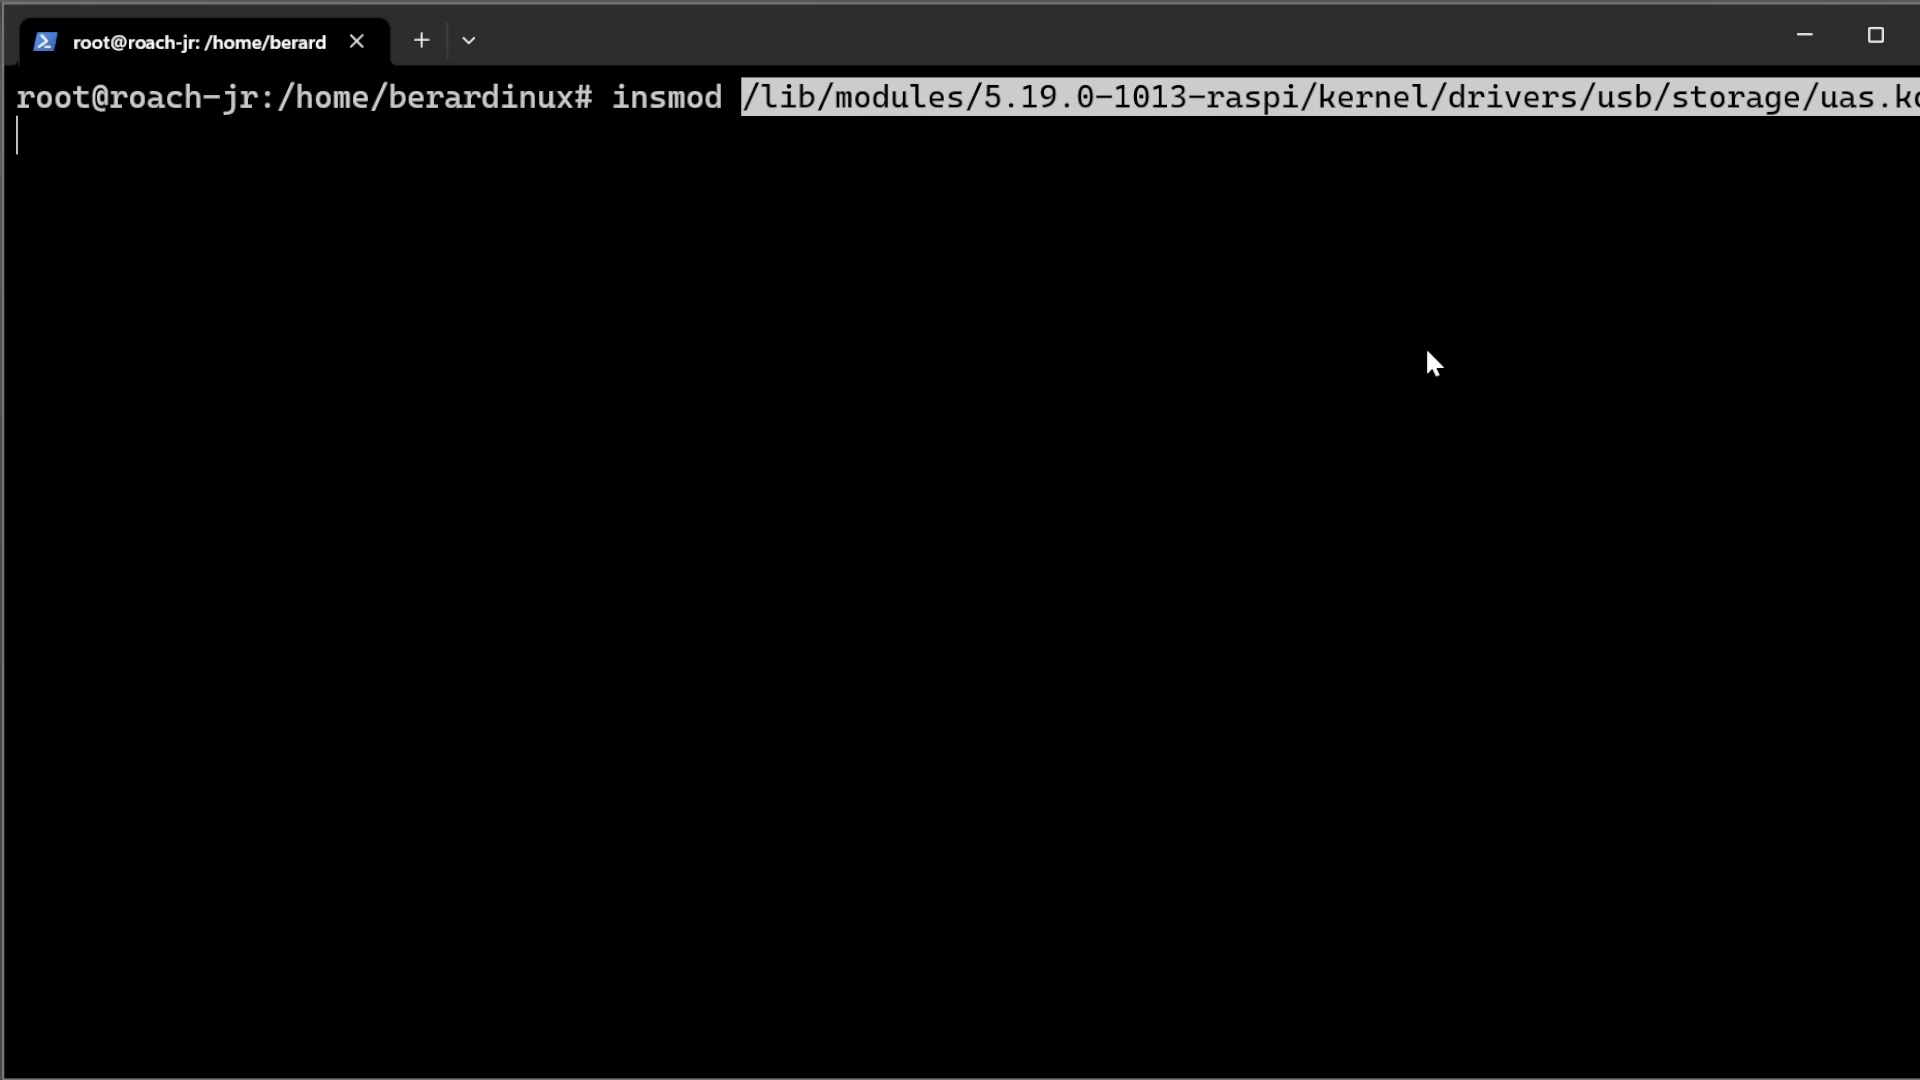 root@roach-jr: /home/berard
root@roach-jr:/home/berardinux# insmod /lib/modules/5.19.0-1013-raspi/kernel/drivers/usb/storage/uas.ko